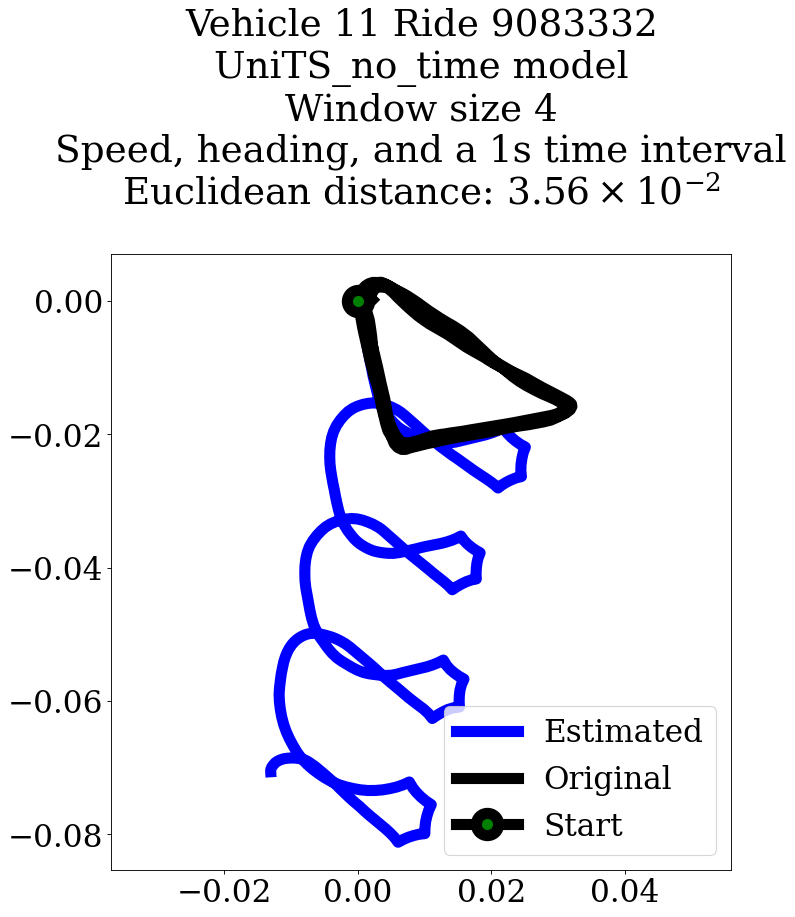 Vehicle 11 Ride 9083332
UniTS_no_time model
Window size 4
Speed, heading, and a 1s time interval
Euclidean distance: 3.56 × 10⁻²
0.00
−0.02
−0.04
−0.06
−0.08
Estimated
Original
Start
−0.02
0.00
0.02
0.04